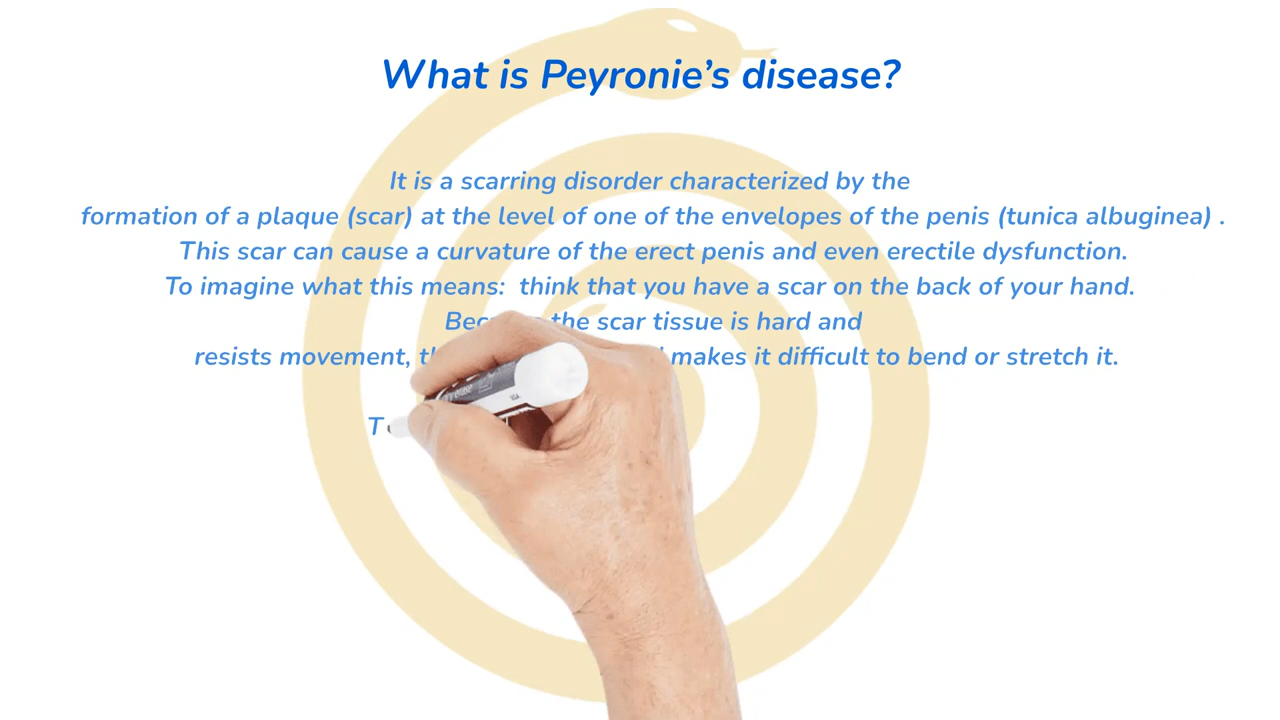 What is Peyronie’s disease?
It is a scarring disorder characterized by the
formation of a plaque (scar) at the level of one of the envelopes of the penis (tunica albuginea) .
This scar can cause a curvature of the erect penis and even erectile dysfunction.
To imagine what this means: think that you have a scar on the back of your hand.
the scar tissue is hard and
resists movement, makes it difficult to bend or stretch it.
T